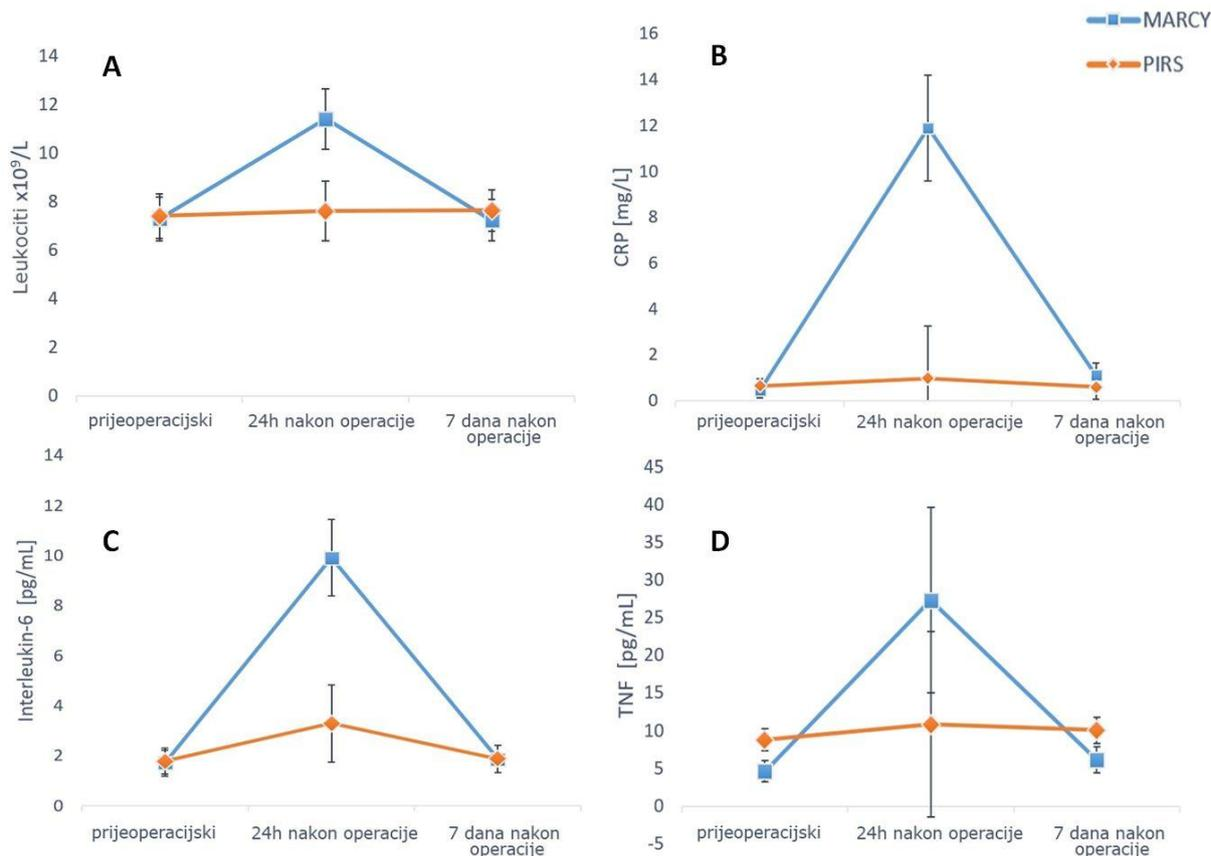 MARCY
PIRS
A
Leukociti x10⁹/L
14
12
10
8
6
4
2
0
prijeoperacijski
24h nakon operacije
7 dana nakon
operacije
B
CRP [mg/L]
16
14
12
10
8
6
4
2
0
prijeoperacijski
24h nakon operacije
7 dana nakon
operacije
C
Interleukin-6 [pg/mL]
14
12
10
8
6
4
2
0
prijeoperacijski
24h nakon operacije
7 dana nakon
operacije
D
TNF [pg/mL]
45
40
35
30
25
20
15
10
5
0
-5
prijeoperacijski
24h nakon operacije
7 dana nakon
operacije